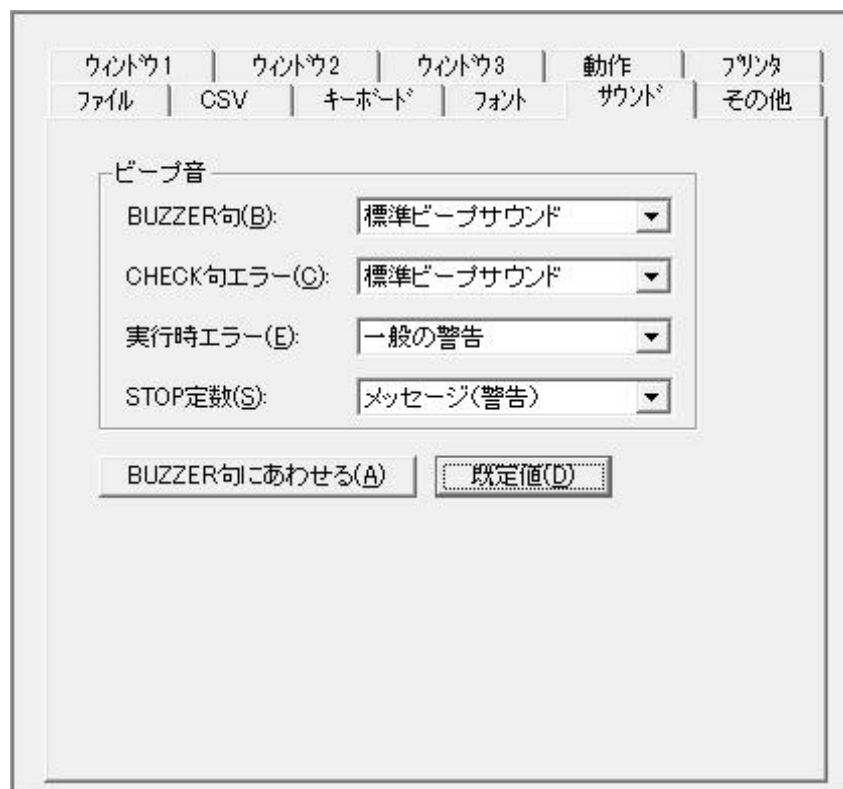 ウィンドウ1 ウィンドウ2 ウィンドウ3 動作 プリンタ
ファイル CSV キーボード フォント サウンド その他
ビープ音
BUZZER句(B): 標準ビープサウンド
CHECK句エラー(C): 標準ビープサウンド
実行時エラー(E): 一般の警告
STOP定数(S): メッセージ(警告)
BUZZER句にあわせる(A) 既定値(D)